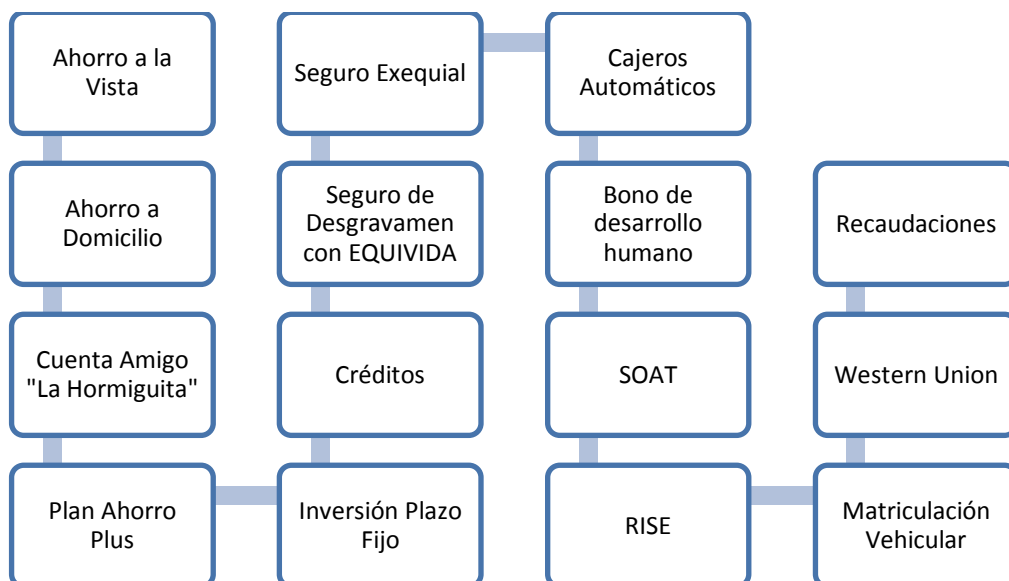 Ahorro a la
Vista
Ahorro a
Domicilio
Cuenta Amigo
"La Hormiguita"
Plan Ahorro
Plus
Inversión Plazo
Fijo
Créditos
Seguro de
Desgravamen
con EQUIVIDA
Seguro Exequial
Cajeros
Automáticos
Bono de
desarrollo
humano
SOAT
RISE
Matriculación
Vehicular
Western Union
Recaudaciones